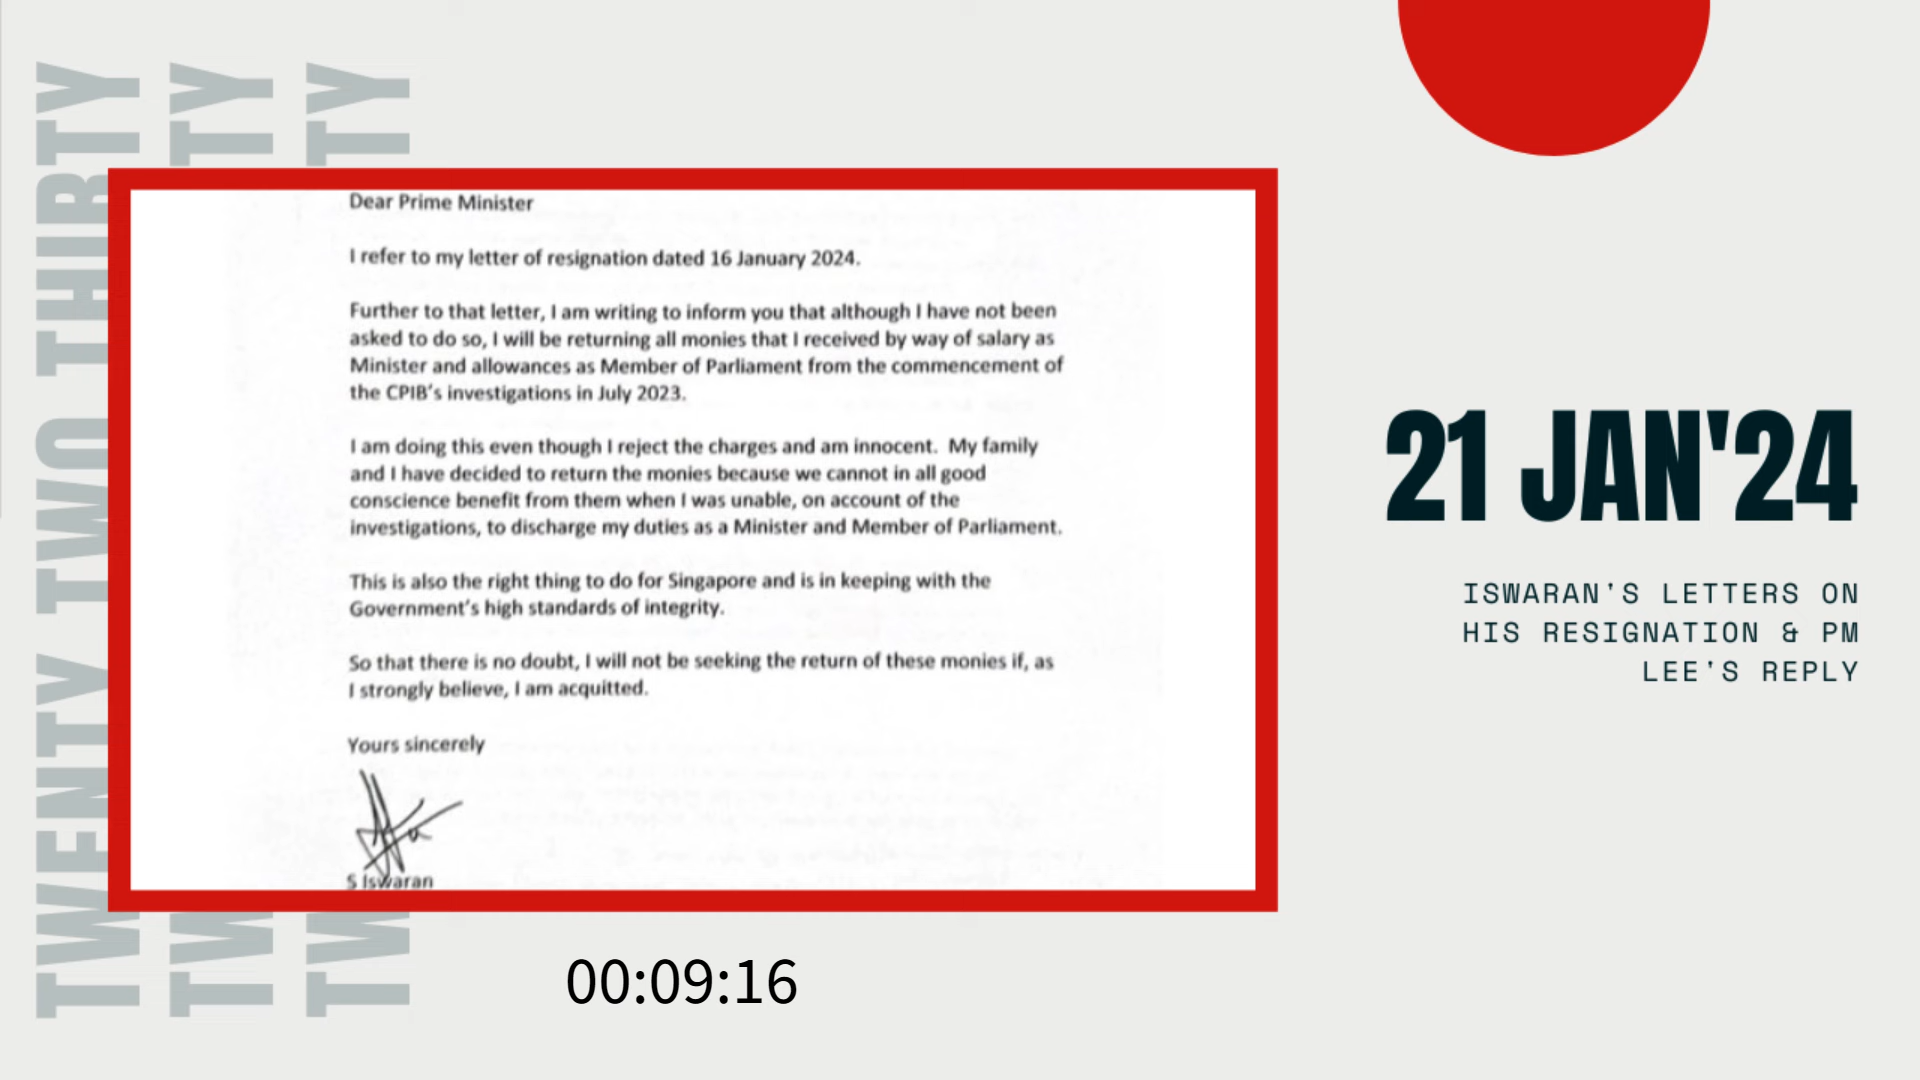 TWENTY TWO THIRTY
TW
TY
TW
TY
Dear Prime Minister
I refer to my letter of resignation dated 16 January 2024.
Further to that letter, I am writing to inform you that although I have not been
asked to do so, I will be returning all monies that I received by way of salary as
Minister and allowances as Member of Parliament from the commencement of
the CPIB's investigations in July 2023.
I am doing this even though I reject the charges and am innocent.  My family
and I have decided to return the monies because we cannot in all good
conscience benefit from them when I was unable, on account of the
investigations, to discharge my duties as a Minister and Member of Parliament.
This is also the right thing to do for Singapore and is in keeping with the
Government's high standards of integrity.
So that there is no doubt, I will not be seeking the return of these monies if, as
I strongly believe, I am acquitted.
Yours sincerely
S Iswaran
00:09:16
21 JAN'24
ISWARAN'S LETTERS ON
HIS RESIGNATION & PM
LEE'S REPLY